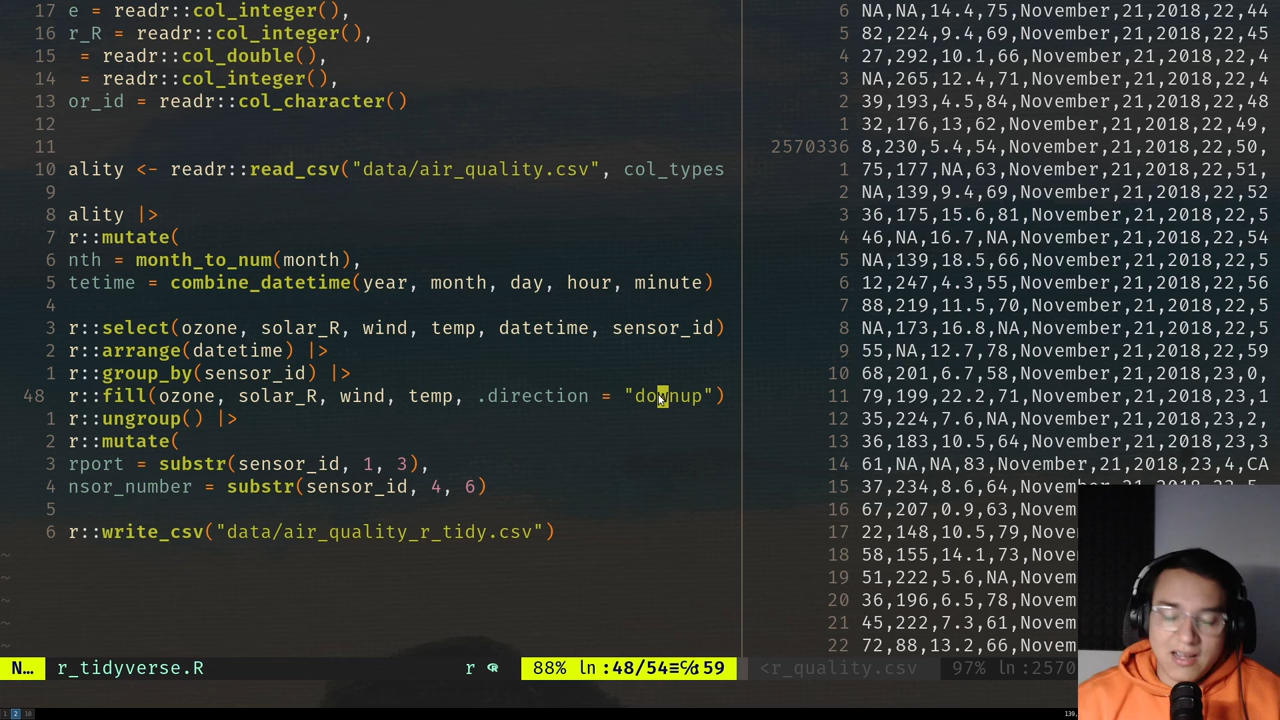 17 e = readr::col_integer(),
16 r_R = readr::col_integer(),
15 = readr::col_double(),
14 = readr::col_integer(),
13 or_id = readr::col_character()
12
11
10 ality <- readr::read_csv("data/air_quality.csv", col_types
9
8 ality |>
7 r::mutate(
6 nth = month_to_num(month),
5 tetime = combine_datetime(year, month, day, hour, minute)
4
3 r::select(ozone, solar_R, wind, temp, datetime, sensor_id)
2 r::arrange(datetime) |>
1 r::group_by(sensor_id) |>
48 r::fill(ozone, solar_R, wind, temp, .direction = "downup")
1 r::ungroup() |>
2 r::mutate(
3 rport = substr(sensor_id, 1, 3),
4 nsor_number = substr(sensor_id, 4, 6)
5
6 r::write_csv("data/air_quality_r_tidy.csv")
~
~
~
~
~
N… r_tidyverse.R r 88% ln :48/54≡℅:59
6 NA,NA,14.4,75,November,21,2018,22,44
5 82,224,9.4,69,November,21,2018,22,45
4 27,292,10.1,66,November,21,2018,22,4
3 NA,265,12.4,71,November,21,2018,22,4
2 39,193,4.5,84,November,21,2018,22,48
1 32,176,13,62,November,21,2018,22,49,
2570336 8,230,5.4,54,November,21,2018,22,50,
1 75,177,NA,63,November,21,2018,22,51,
2 NA,139,9.4,69,November,21,2018,22,52
3 36,175,15.6,81,November,21,2018,22,5
4 46,NA,16.7,NA,November,21,2018,22,54
5 NA,139,18.5,66,November,21,2018,22,5
6 12,247,4.3,55,November,21,2018,22,56
7 88,219,11.5,70,November,21,2018,22,5
8 NA,173,16.8,NA,November,21,2018,22,5
9 55,NA,12.7,78,November,21,2018,22,59
10 68,201,6.7,58,November,21,2018,23,0,
11 79,199,22.2,71,November,21,2018,23,1
12 35,224,7.6,NA,November,21,2018,23,2,
13 36,183,10.5,64,November,21,2018,23,3
14 61,NA,NA,83,November,21,2018,23,4,CA
15 37,234,8.6,64,November,21,2018,23,5
16 67,207,0.9,63,November
17 22,148,10.5,79,Nove
18 58,155,14.1,73,Nove
19 51,222,5.6,NA,Novem
20 36,196,6.5,78,Novem
21 45,222,7.3,61,Novem
22 72,88,13.2,66,Novem
<r_quality.csv 97% ln :2570
1 2 10
139,